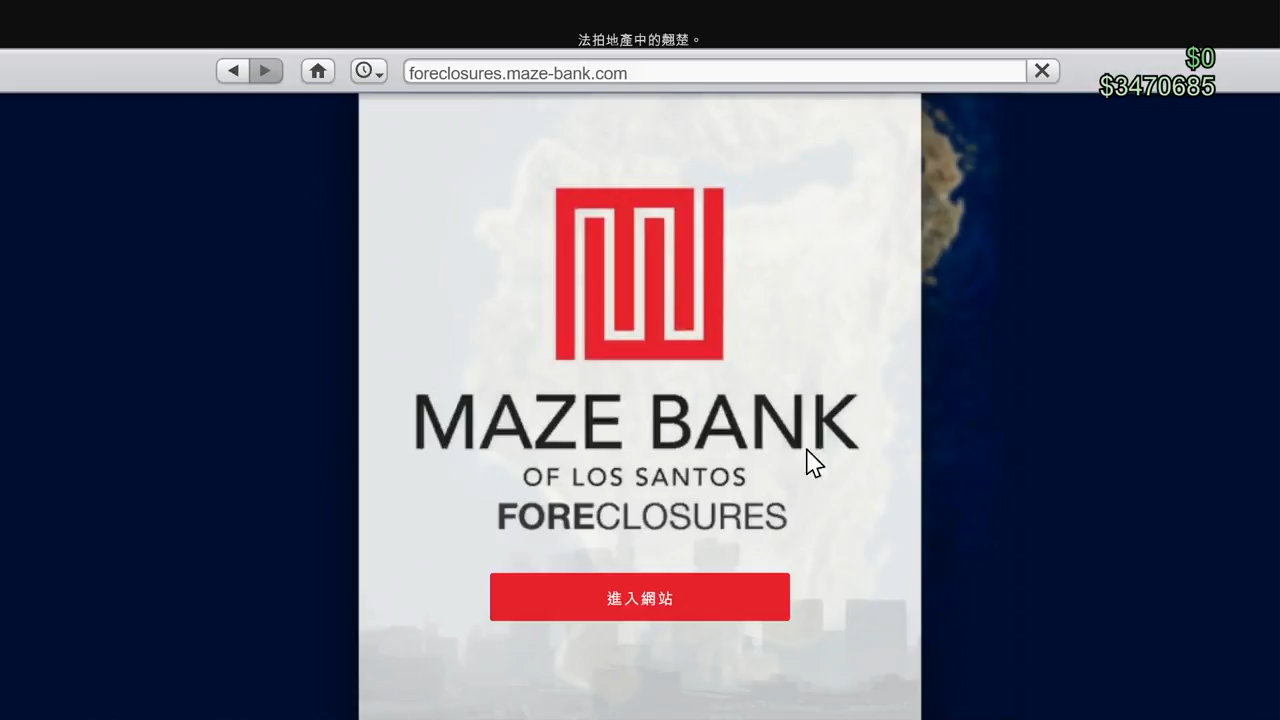 法拍地產中的翹楚。
foreclosures.maze-bank.com
$0
$3470685
MAZE BANK
OF LOS SANTOS
FORECLOSURES
進入網站